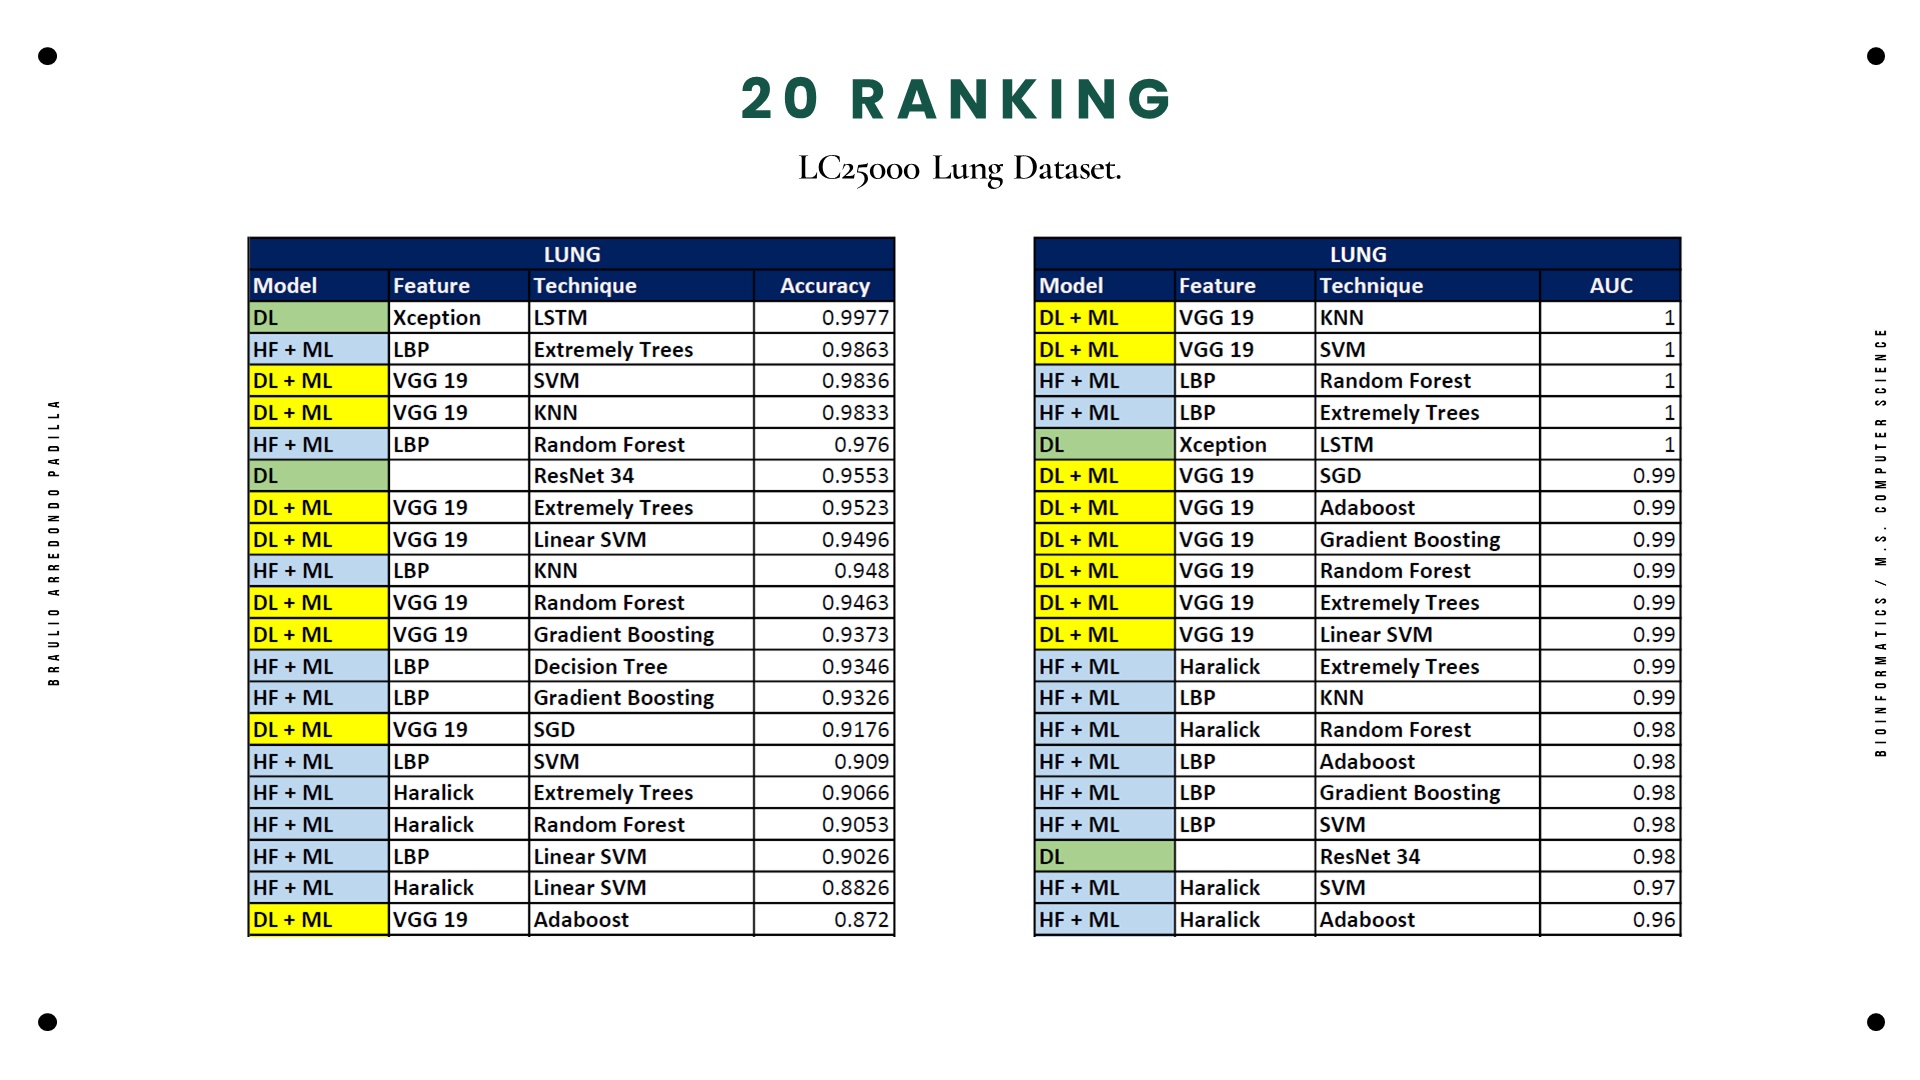 20 RANKING
LC25000 Lung Dataset.
BRAULIO ARREDONDO PADILLA
LUNG
Model Feature Technique Accuracy
DL Xception LSTM 0.9977
HF + ML LBP Extremely Trees 0.9863
DL + ML VGG 19 SVM 0.9836
DL + ML VGG 19 KNN 0.9833
HF + ML LBP Random Forest 0.976
DL ResNet 34 0.9553
DL + ML VGG 19 Extremely Trees 0.9523
DL + ML VGG 19 Linear SVM 0.9496
HF + ML LBP KNN 0.948
DL + ML VGG 19 Random Forest 0.9463
DL + ML VGG 19 Gradient Boosting 0.9373
HF + ML LBP Decision Tree 0.9346
HF + ML LBP Gradient Boosting 0.9326
DL + ML VGG 19 SGD 0.9176
HF + ML LBP SVM 0.909
HF + ML Haralick Extremely Trees 0.9066
HF + ML Haralick Random Forest 0.9053
HF + ML LBP Linear SVM 0.9026
HF + ML Haralick Linear SVM 0.8826
DL + ML VGG 19 Adaboost 0.872
LUNG
Model Feature Technique AUC
DL + ML VGG 19 KNN 1
DL + ML VGG 19 SVM 1
HF + ML LBP Random Forest 1
HF + ML LBP Extremely Trees 1
DL Xception LSTM 1
DL + ML VGG 19 SGD 0.99
DL + ML VGG 19 Adaboost 0.99
DL + ML VGG 19 Gradient Boosting 0.99
DL + ML VGG 19 Random Forest 0.99
DL + ML VGG 19 Extremely Trees 0.99
DL + ML VGG 19 Linear SVM 0.99
HF + ML Haralick Extremely Trees 0.99
HF + ML LBP KNN 0.99
HF + ML Haralick Random Forest 0.98
HF + ML LBP Adaboost 0.98
HF + ML LBP Gradient Boosting 0.98
HF + ML LBP SVM 0.98
DL ResNet 34 0.98
HF + ML Haralick SVM 0.97
HF + ML Haralick Adaboost 0.96
BIOINFORMATICS / M.S. COMPUTER SCIENCE